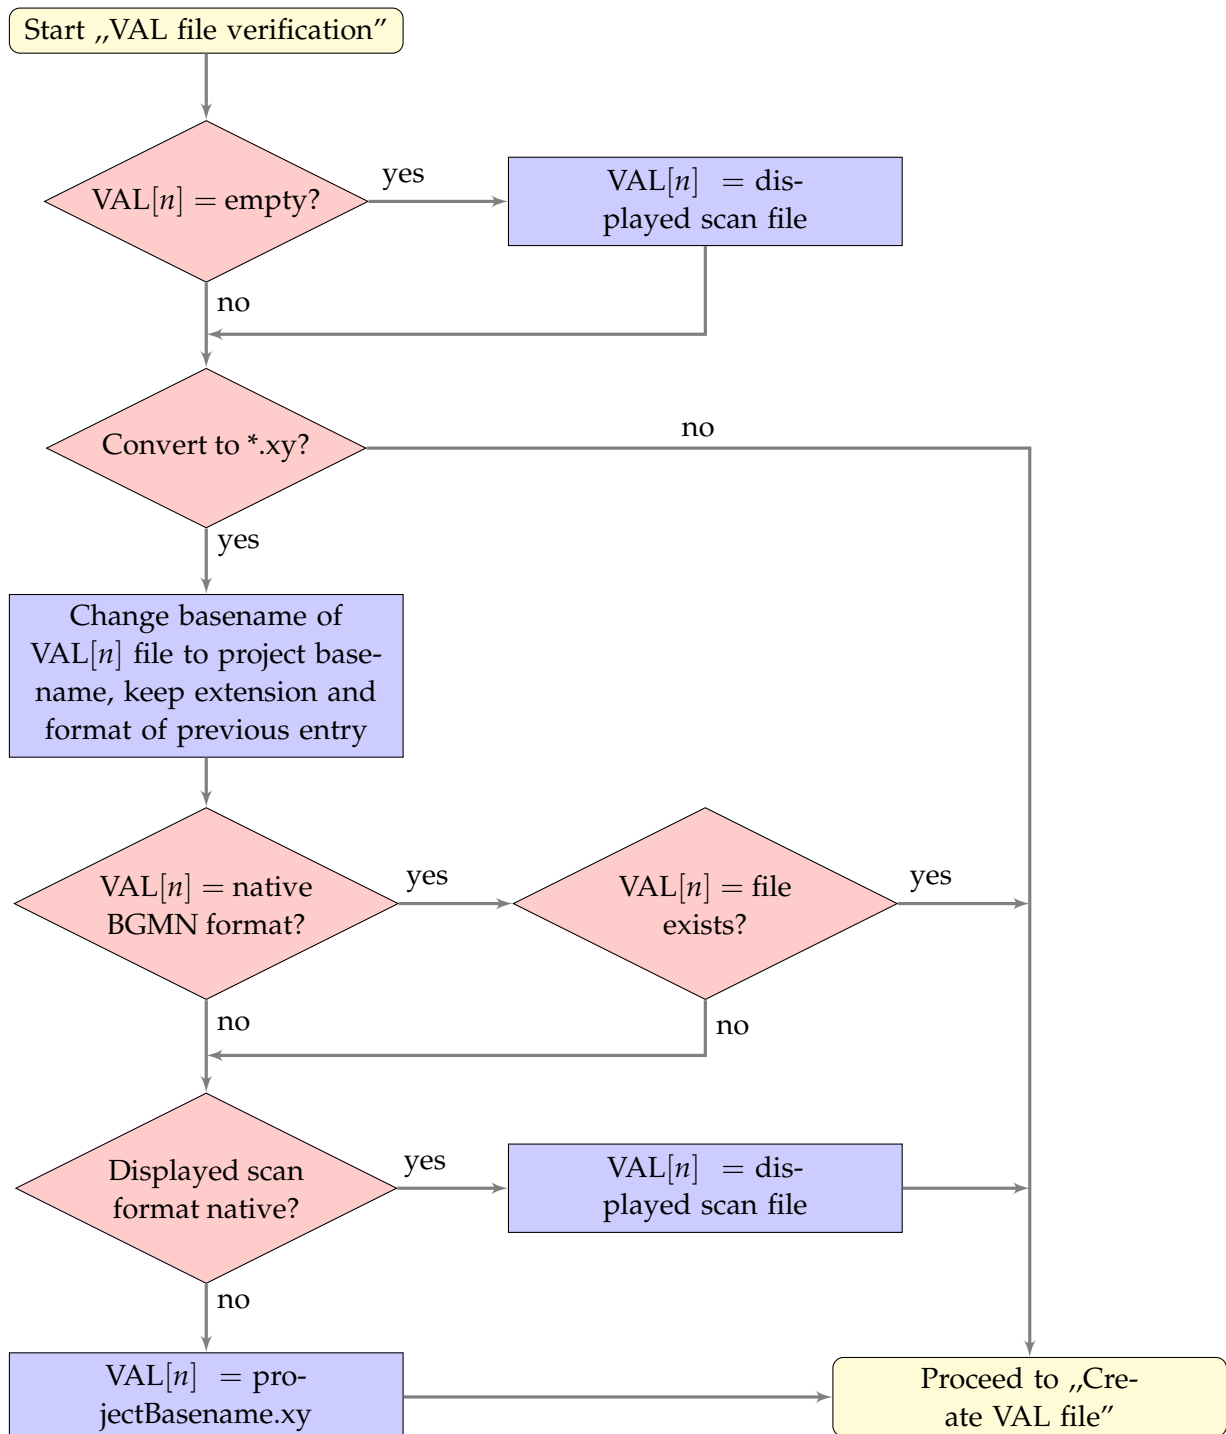 Start „VAL file verification”
VAL[n] = empty?
yes
VAL[n] = dis-
played scan file
no
Convert to *.xy?
no
yes
Change basename of
VAL[n] file to project base-
name, keep extension and
format of previous entry
VAL[n] = native
BGMN format?
yes
VAL[n] = file
exists?
yes
no
no
Displayed scan
format native?
yes
VAL[n] = dis-
played scan file
no
VAL[n] = pro-
jectBasename.xy
Proceed to „Cre-
ate VAL file”